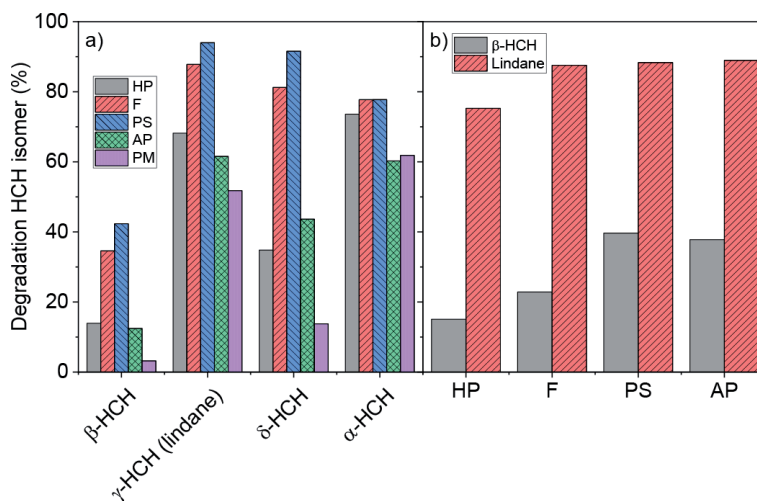 Degradation HCH isomer (%)
100
80
60
40
20
0
a)
HP
F
PS
AP
PM
β-HCH
γ-HCH (lindane)
δ-HCH
α-HCH
b)
β-HCH
Lindane
HP F PS AP